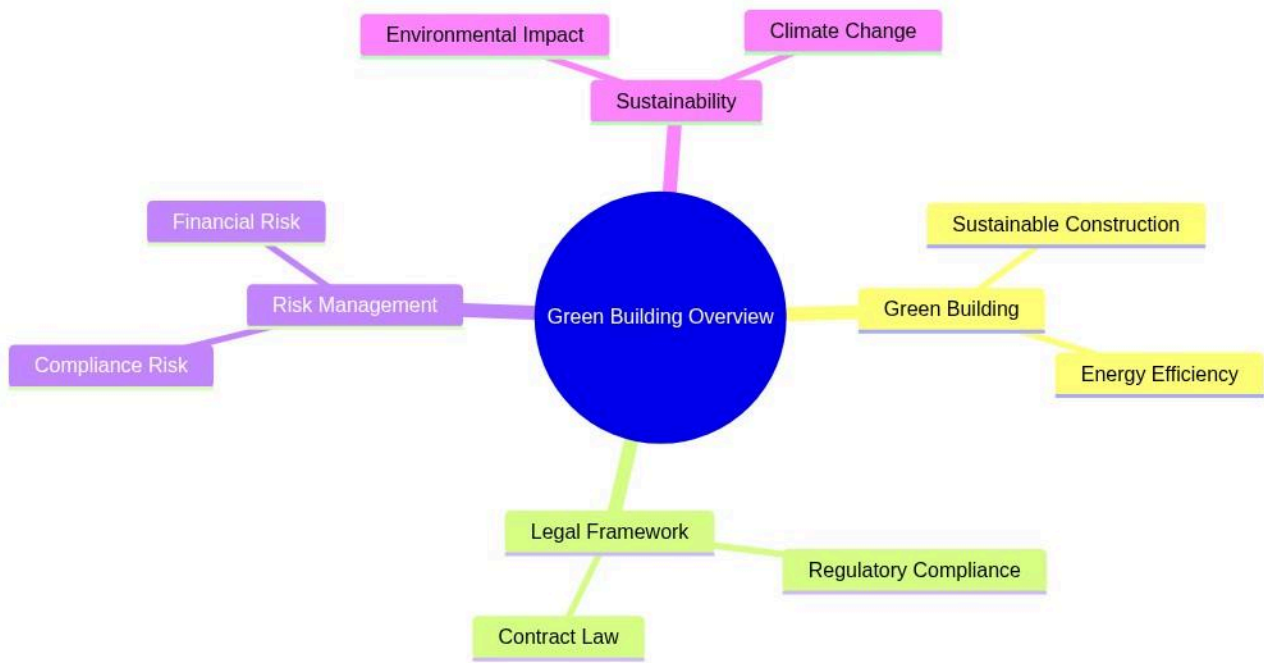 Environmental Impact
Climate Change
Sustainability
Financial Risk
Sustainable Construction
Risk Management
Green Building Overview
Green Building
Compliance Risk
Energy Efficiency
Legal Framework
Regulatory Compliance
Contract Law